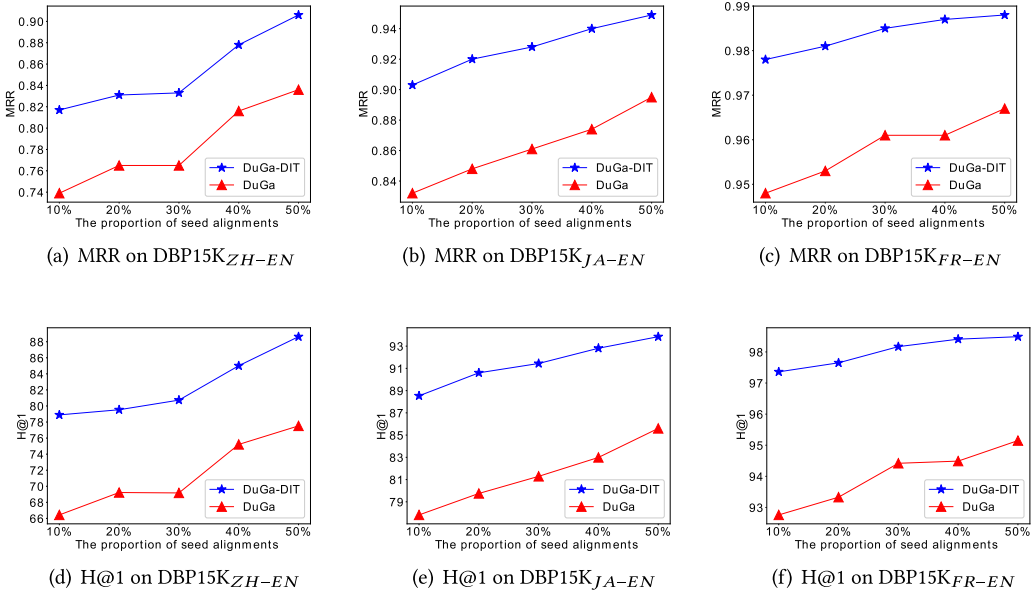 0.90
0.88
0.86
0.84
0.82
0.80
0.78
0.76
0.74
MRR
DuGa-DIT
DuGa
10% 20% 30% 40% 50%
The proportion of seed alignments
(a) MRR on DBP15K ZH−EN
0.94
0.92
0.90
0.88
0.86
0.84
MRR
DuGa-DIT
DuGa
10% 20% 30% 40% 50%
The proportion of seed alignments
(b) MRR on DBP15K JA−EN
0.99
0.98
0.97
0.96
0.95
MRR
DuGa-DIT
DuGa
10% 20% 30% 40% 50%
The proportion of seed alignments
(c) MRR on DBP15K FR−EN
88
86
84
82
80
78
76
74
72
70
68
66
H@1
DuGa-DIT
DuGa
10% 20% 30% 40% 50%
The proportion of seed alignments
(d) H@1 on DBP15K ZH−EN
93
91
89
87
85
83
81
79
H@1
DuGa-DIT
DuGa
10% 20% 30% 40% 50%
The proportion of seed alignments
(e) H@1 on DBP15K JA−EN
98
97
96
95
94
93
H@1
DuGa-DIT
DuGa
10% 20% 30% 40% 50%
The proportion of seed alignments
(f) H@1 on DBP15K FR−EN